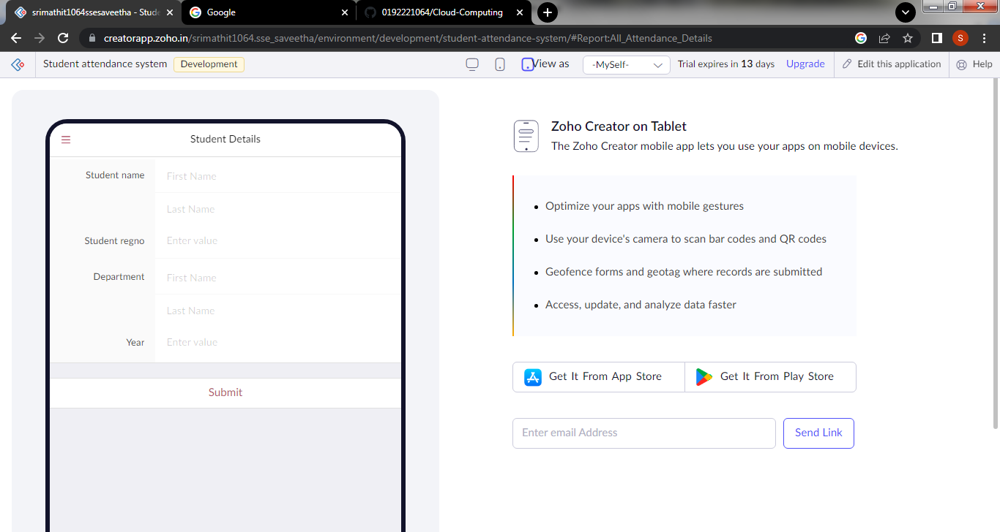 srimathit1064ssesaveetha - Stude
Google
0192221064/Cloud-Computing
creatorapp.zoho.in/srimathit1064.sse_saveetha/environment/development/student-attendance-system/#Report:All_Attendance_Details
S
Student attendance system
Development
View as
-MySelf-
Trial expires in 13 days
Upgrade
Edit this application
Help
Student Details
Student name
First Name
Last Name
Student regno
Enter value
Department
First Name
Last Name
Year
Enter value
Submit
Zoho Creator on Tablet
The Zoho Creator mobile app lets you use your apps on mobile devices.
Optimize your apps with mobile gestures
Use your device's camera to scan bar codes and QR codes
Geofence forms and geotag where records are submitted
Access, update, and analyze data faster
Get It From App Store
Get It From Play Store
Enter email Address
Send Link